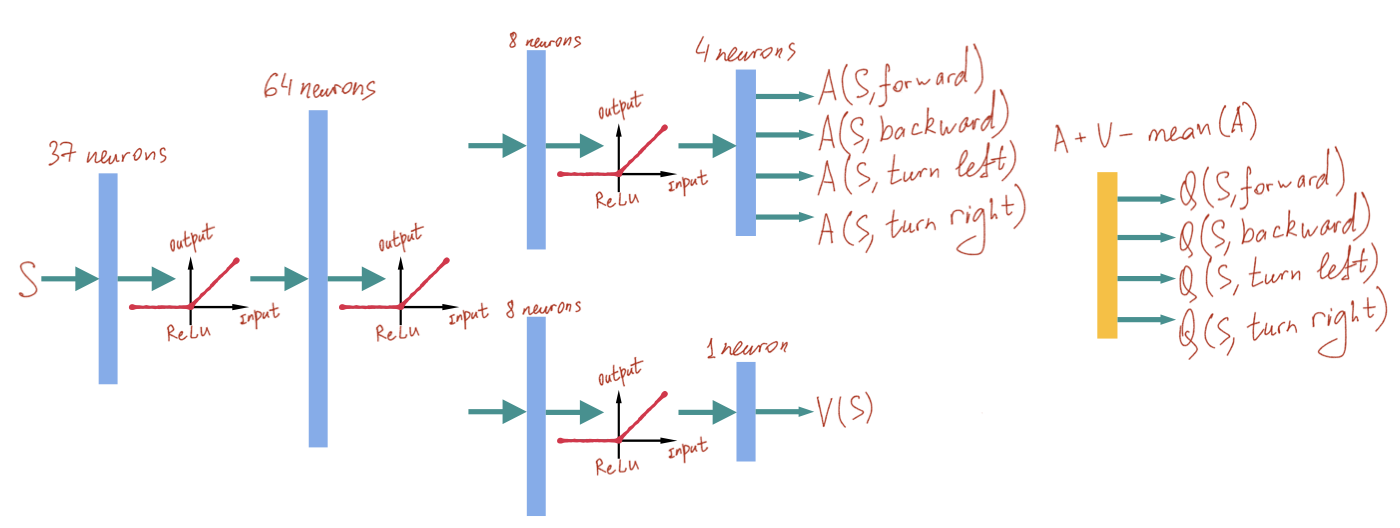 S
37 neurons
output
Input
ReLu
64 neurons
output
Input
ReLu
8 neurons
output
Input
ReLu
4 neurons
A(S,forward)
A(S, backward)
A(S, turn left)
A(S, turn right)
8 neurons
output
Input
ReLu
1 neuron
V(S)
A + V - mean(A)
Q(S,forward)
Q(S, backward)
Q(S, turn left)
Q(S, turn right)